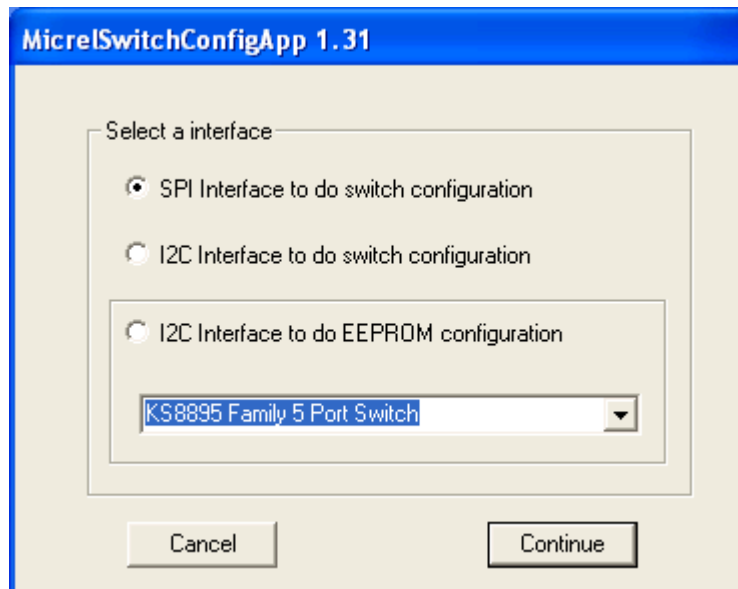 MicrelSwitchConfigApp 1.31
Select a interface
SPI Interface to do switch configuration
I2C Interface to do switch configuration
I2C Interface to do EEPROM configuration
KS8895 Family 5 Port Switch
Cancel Continue